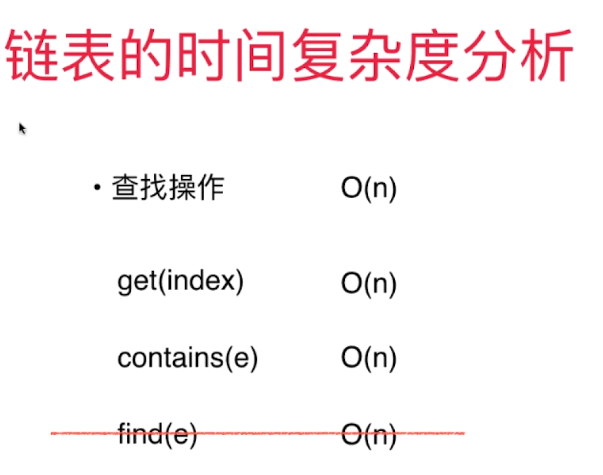 链表的时间复杂度分析
• 查找操作 O(n)
get(index) O(n)
contains(e) O(n)
find(e) O(n)